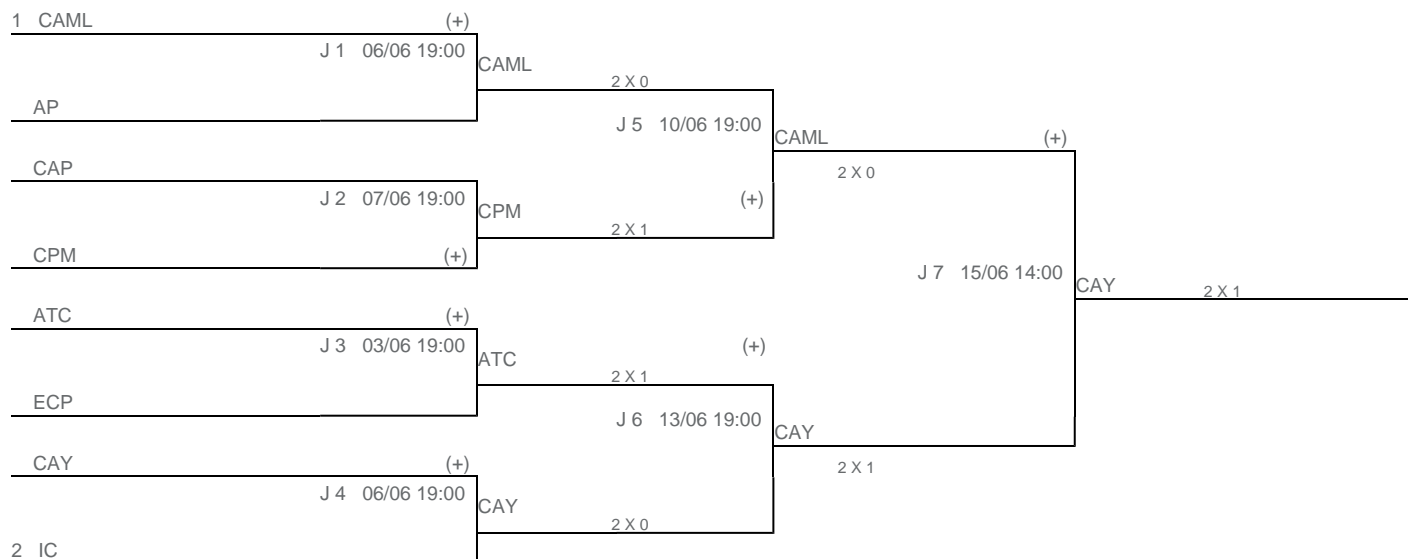 1 CAML (+)
J 1 06/06 19:00
CAML
2 X 0
AP
J 5 10/06 19:00
CAML (+)
2 X 0
CAP
J 2 07/06 19:00
(+)
CPM
2 X 1
CPM (+)
J 7 15/06 14:00
CAY
2 X 1
ATC (+)
J 3 03/06 19:00
(+)
ATC
2 X 1
ECP
J 6 13/06 19:00
CAY
2 X 1
CAY (+)
J 4 06/06 19:00
CAY
2 X 0
2 IC